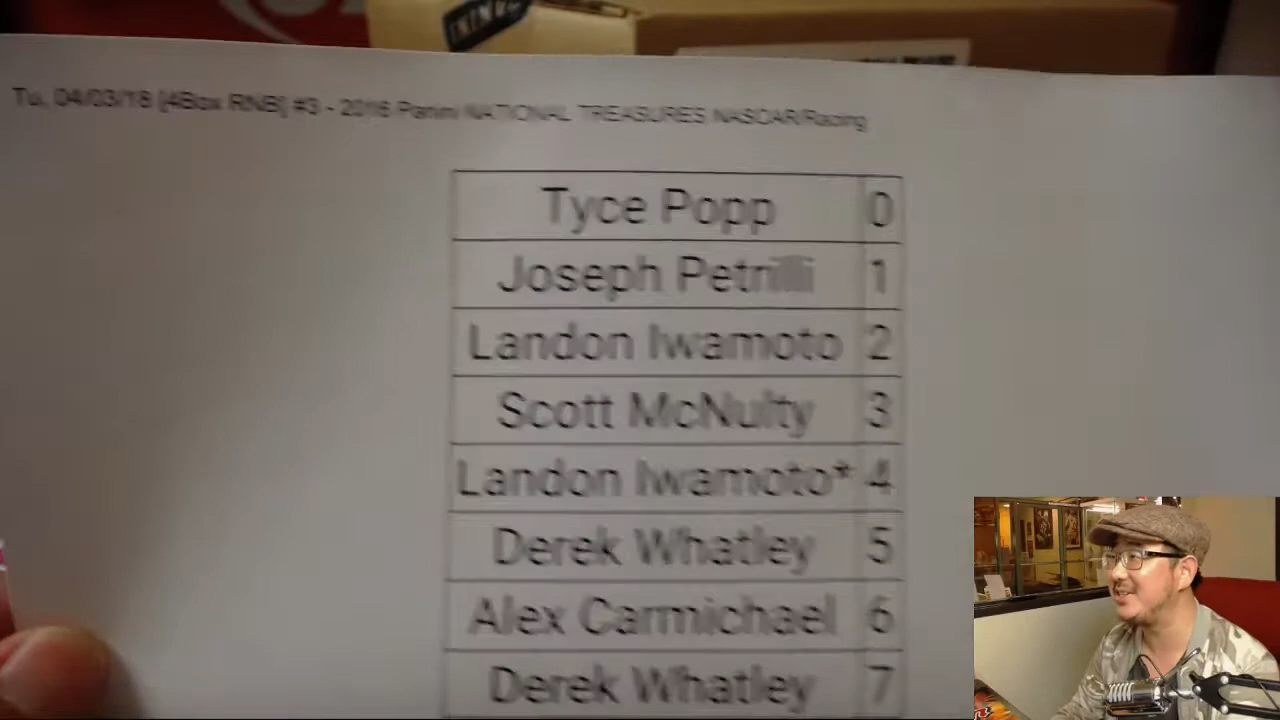 Tu, 04/03/18 [4Box RNB] #3 - 2016 Panini NATIONAL TREASURES NASCAR/Racing
Tyce Popp 0
Joseph Petrilli 1
Landon Iwamoto 2
Scott McNulty 3
Landon Iwamoto* 4
Derek Whatley 5
Alex Carmichael 6
Derek Whatley 7